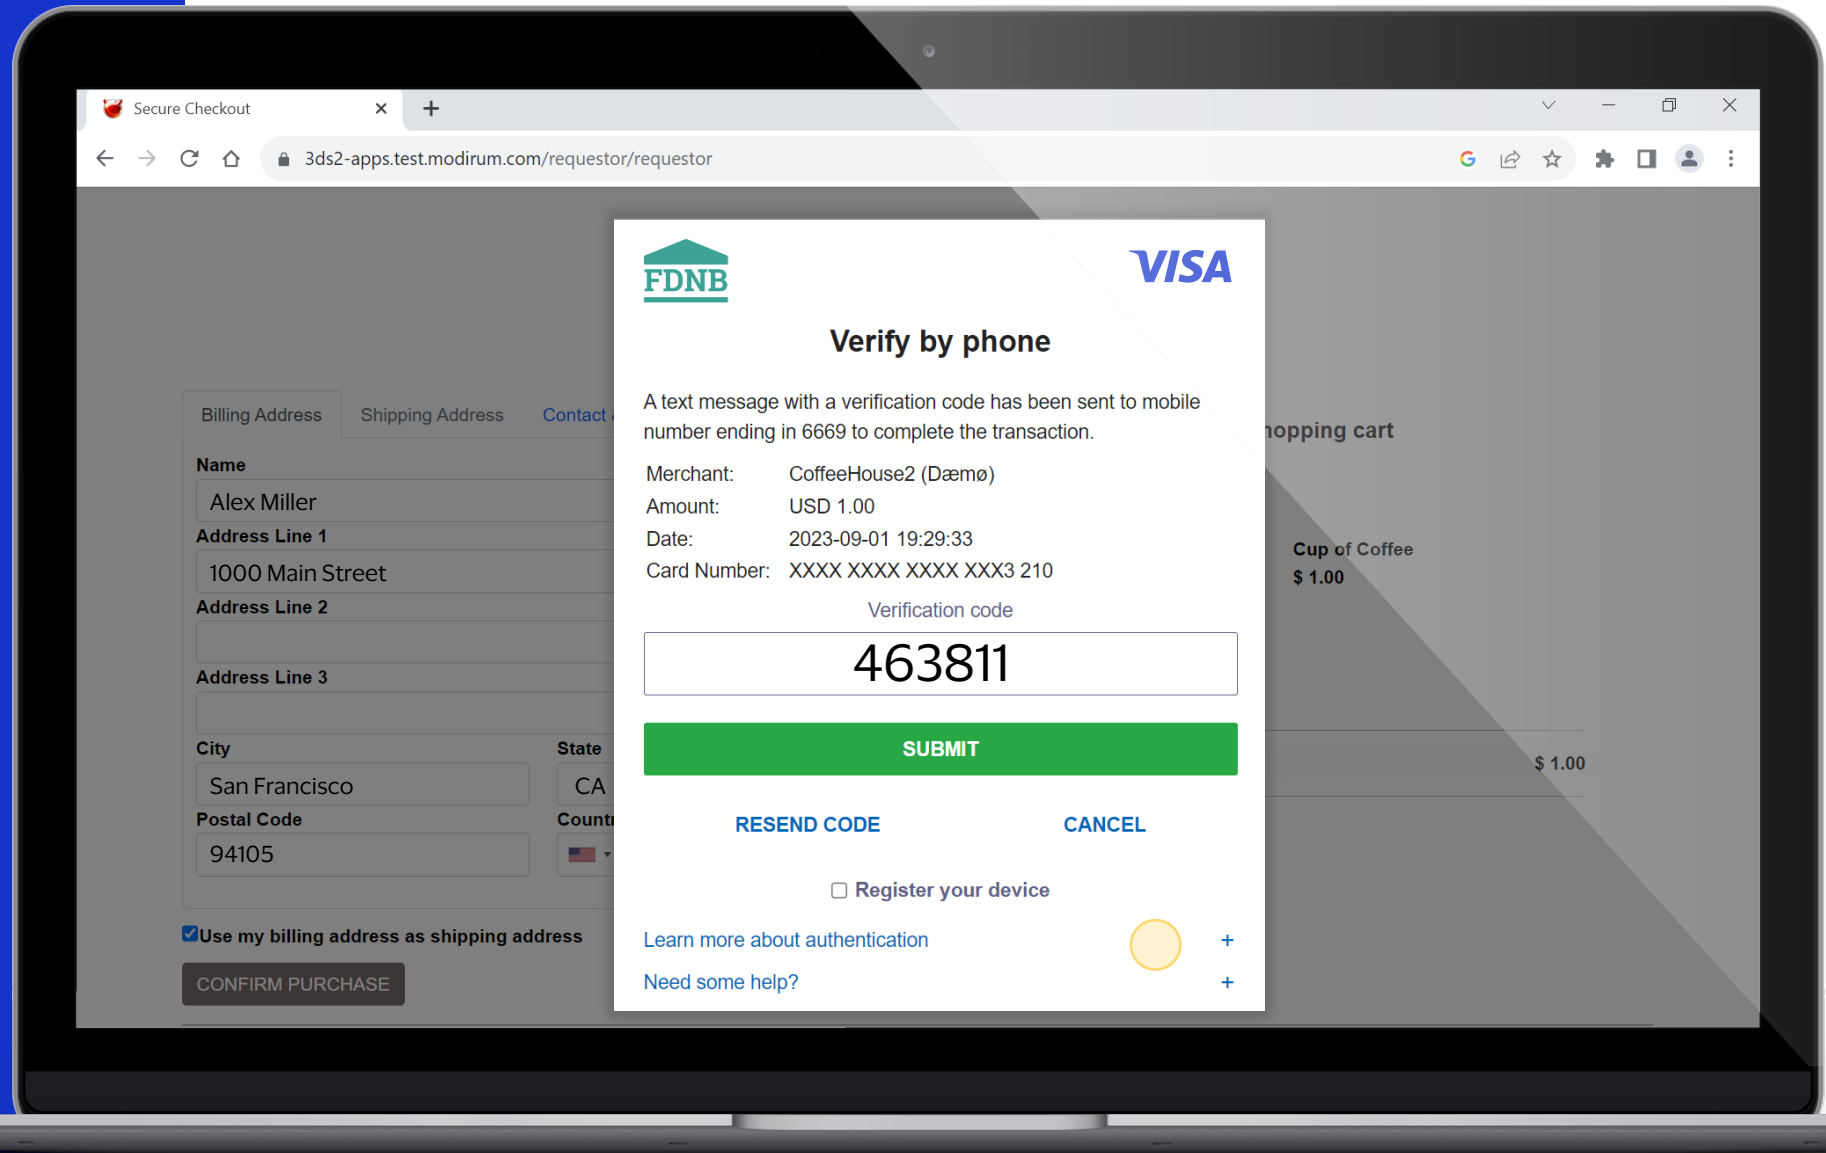 Secure Checkout
3ds2-apps.test.modirum.com/requestor/requestor
FDNB
VISA
Verify by phone
A text message with a verification code has been sent to mobile
number ending in 6669 to complete the transaction.
Merchant: CoffeeHouse2 (Dæmø)
Amount: USD 1.00
Date: 2023-09-01 19:29:33
Card Number: XXXX XXXX XXXX XXX3 210
Verification code
463811
SUBMIT
RESEND CODE CANCEL
Register your device
Learn more about authentication +
Need some help? +
Billing Address Shipping Address Contact
Name
Alex Miller
Address Line 1
1000 Main Street
Address Line 2
Address Line 3
City State
San Francisco CA
Postal Code
94105
Use my billing address as shipping address
CONFIRM PURCHASE
cart
Cup of Coffee
$ 1.00
$ 1.00